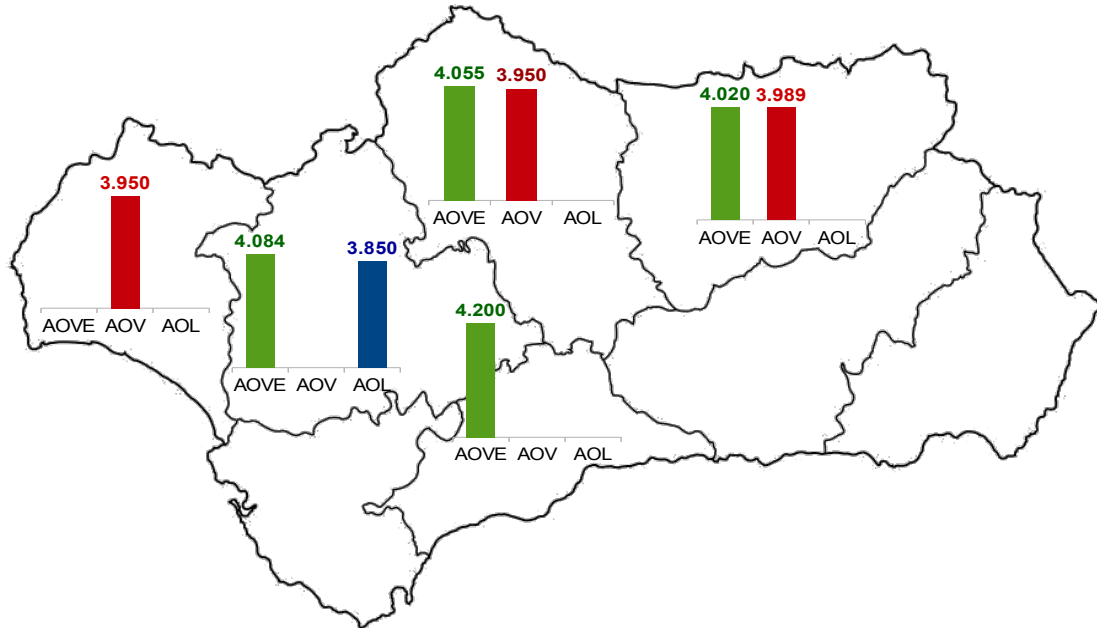 4.055 3.950
AOVE AOV AOL
4.020 3.989
AOVE AOV AOL
3.950
AOVE AOV AOL
4.084 3.850
AOVE AOV AOL
4.200
AOVE AOV AOL